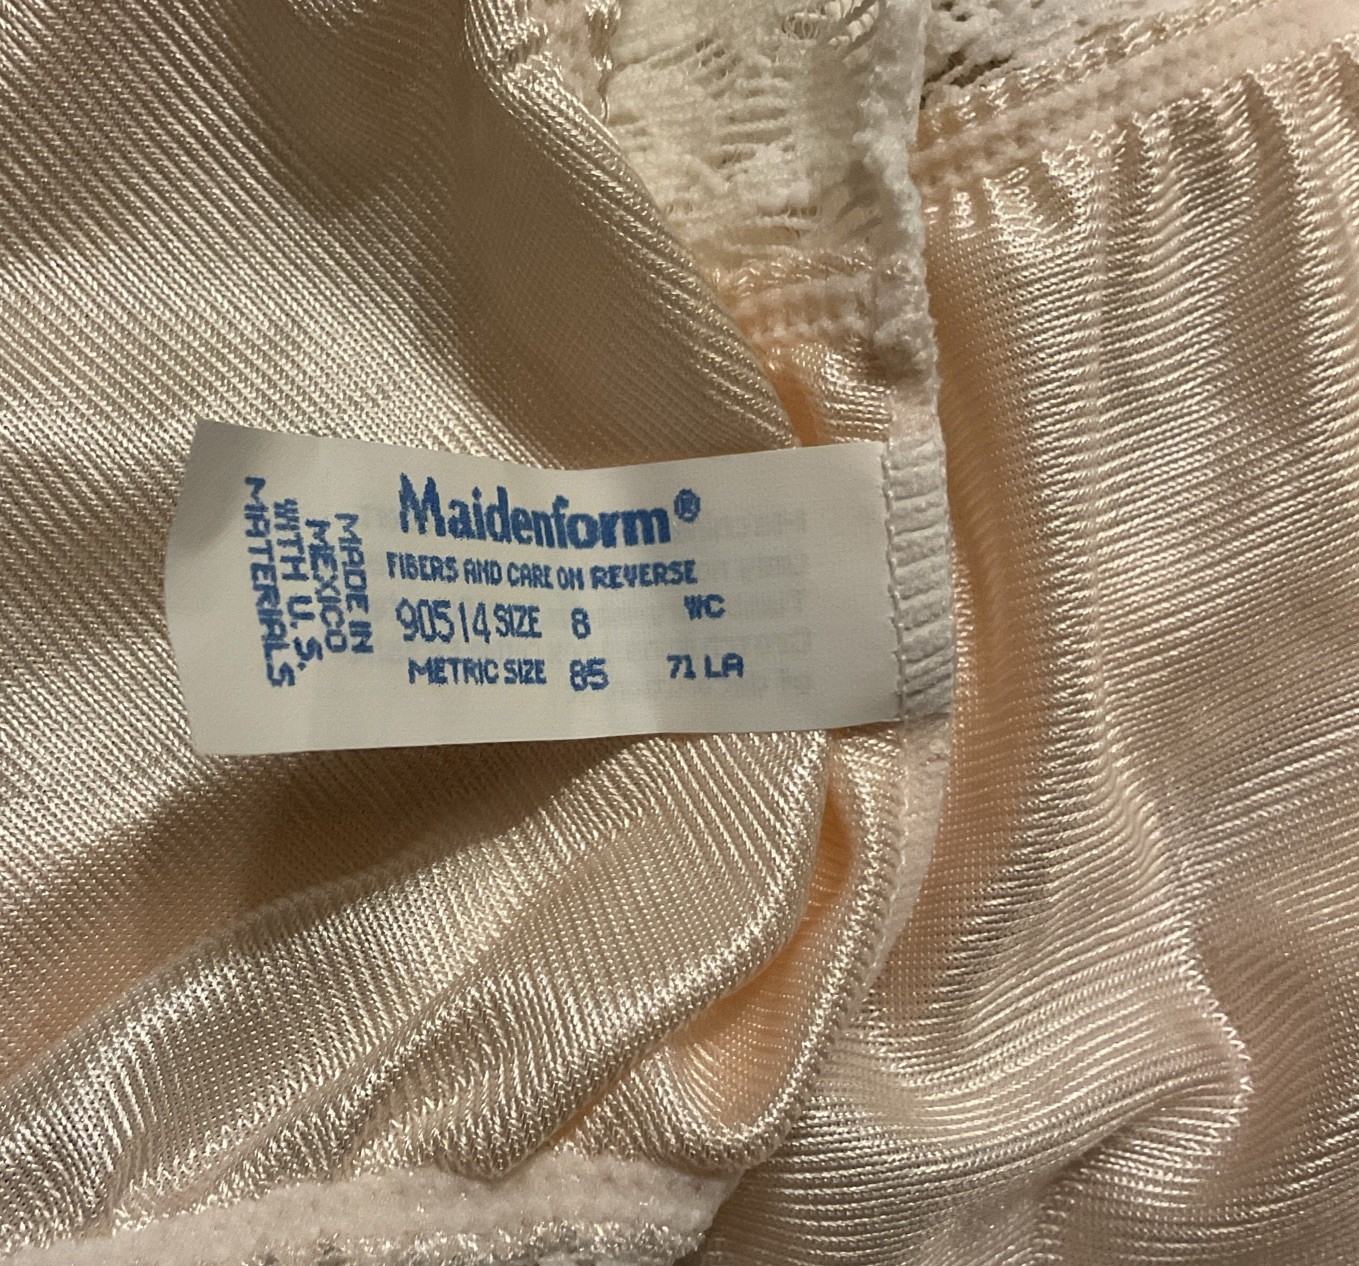 Maidenform®
FIBERS AND CARE ON REVERSE
90514 SIZE 8 WC
METRIC SIZE 85 71 LA
MADE IN
MEXICO
WITH U.S.
MATERIALS